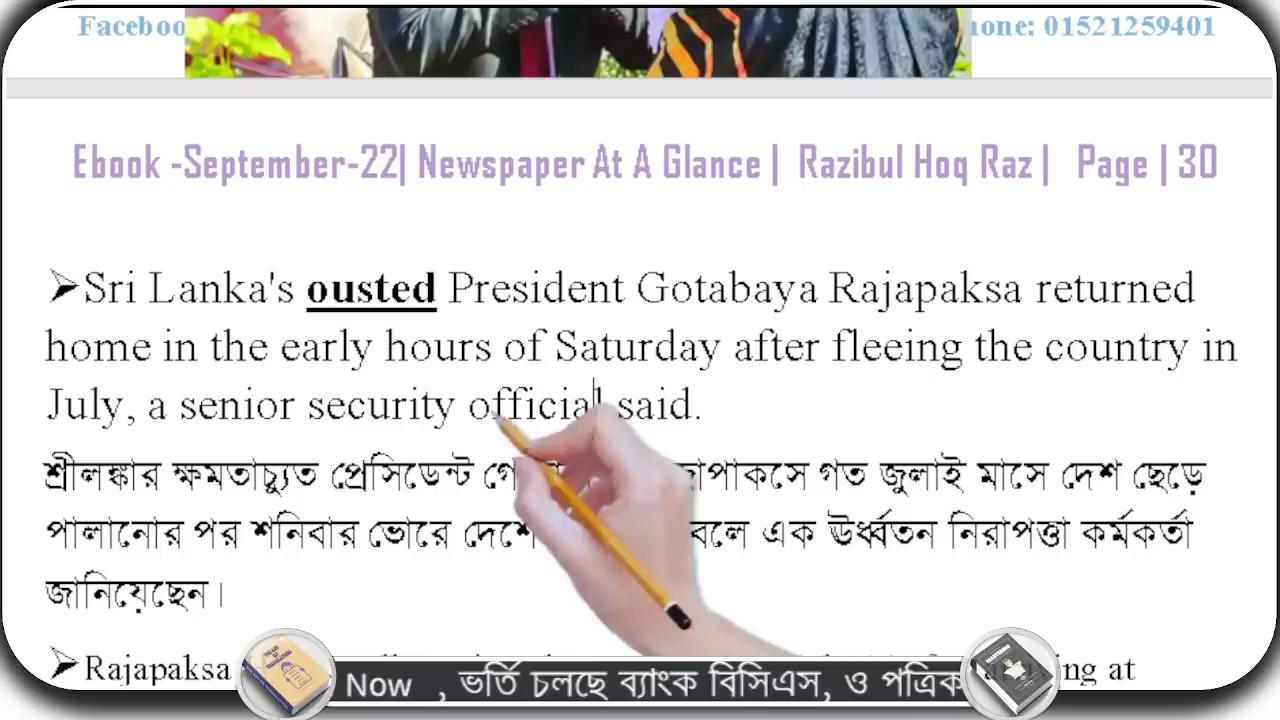 Phone: 01521259401
Ebook -September-22| Newspaper At A Glance | Razibul Hoq Raz | Page | 30
➢Sri Lanka's ousted President Gotabaya Rajapaksa returned
home in the early hours of Saturday after fleeing the country in
July, a senior security official said.
শ্রীলঙ্কার ক্ষমতাচ্যুত প্রেসিডেন্ট গত জুলাই মাসে দেশ ছেড়ে
পালানোর পর শনিবার ভোরে দেশে বলে এক ঊর্ধ্বতন নিরাপত্তা কর্মকর্তা
জানিয়েছেন।
➢Rajapaksa at
Now , ভর্তি চলছে ব্যাংক বিসিএস, ও